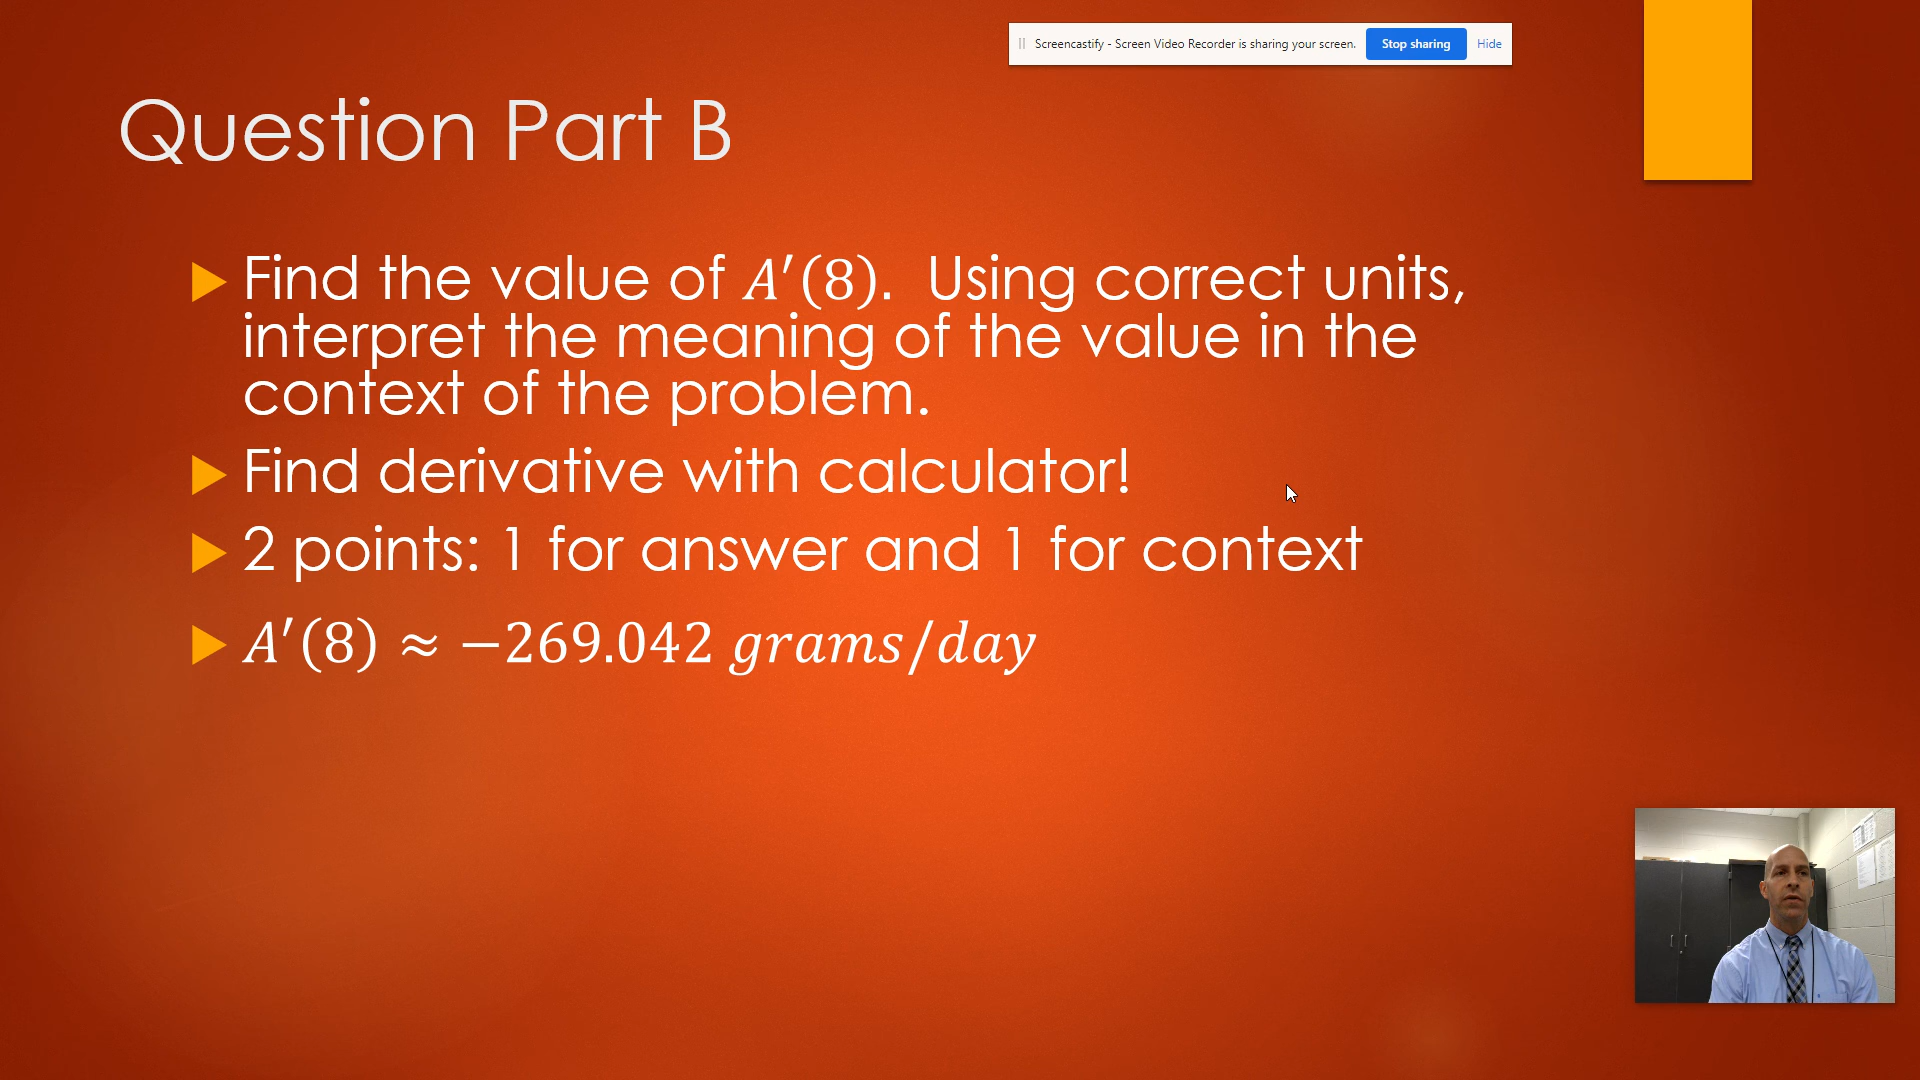 Screencastify - Screen Video Recorder is sharing your screen. Stop sharing Hide
Question Part B
Find the value of A′(8). Using correct units,
interpret the meaning of the value in the
context of the problem.
Find derivative with calculator!
2 points: 1 for answer and 1 for context
A′(8) ≈ −269.042 grams/day